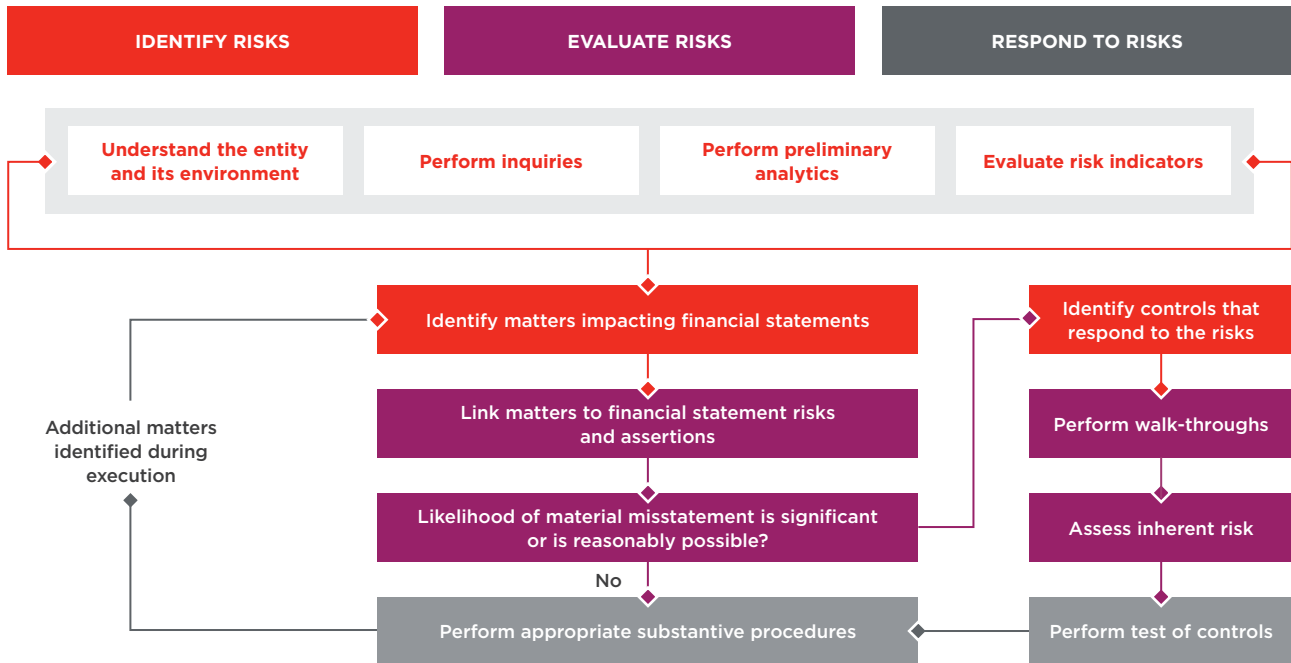 IDENTIFY RISKS
EVALUATE RISKS
RESPOND TO RISKS
Understand the entity
and its environment
Perform inquiries
Perform preliminary
analytics
Evaluate risk indicators
Identify matters impacting financial statements
Identify controls that
respond to the risks
Link matters to financial statement risks
and assertions
Perform walk-throughs
Additional matters
identified during
execution
Likelihood of material misstatement is significant
or is reasonably possible?
Assess inherent risk
No
Perform appropriate substantive procedures
Perform test of controls